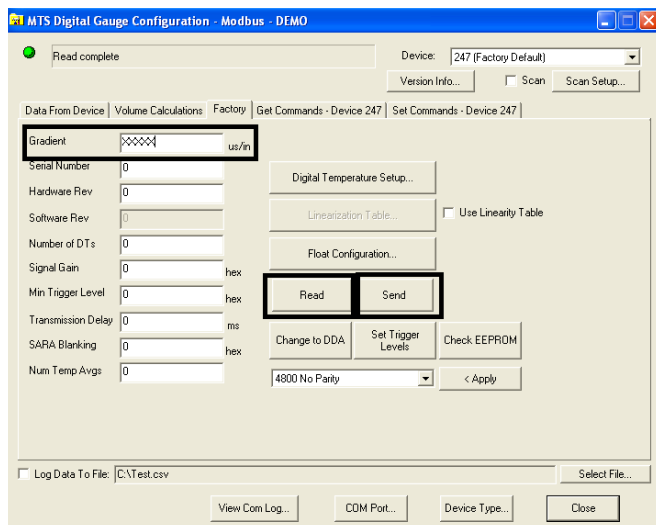 MTS Digital Gauge Configuration - Modbus - DEMO
Read complete
Device: 247 (Factory Default)
Version Info... Scan Scan Setup...
Data From Device Volume Calculations Factory Get Commands - Device 247 Set Commands - Device 247
Gradient XXXXX us/in
Serial Number 0
Digital Temperature Setup...
Hardware Rev 0
Software Rev 0
Linearization Table... Use Linearity Table
Number of DTs 0
Float Configuration...
Signal Gain 0 hex
Min Trigger Level 0 hex
Read Send
Transmission Delay 0 ms
SARA Blanking 0 hex
Change to DDA Set Trigger Levels Check EEPROM
Num Temp Avgs 0
4800 No Parity < Apply
Log Data To File: C:\Test.csv Select File...
View Com Log... COM Port... Device Type... Close